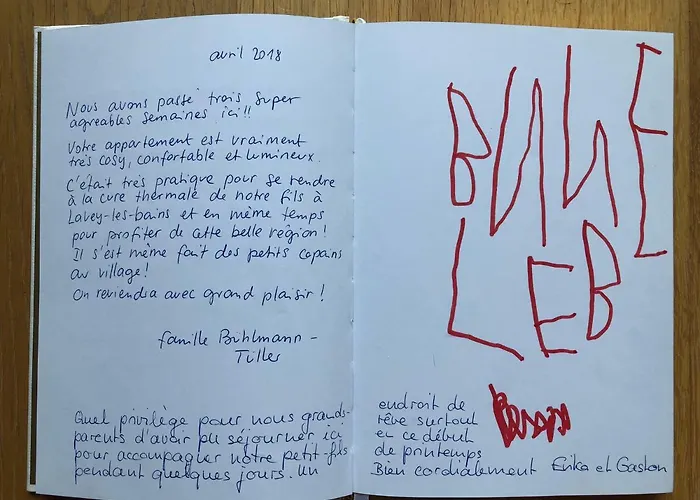 avril 2018
Nous avons passé trois super
agreables semaines ici!!
Votre appartement est vraiment
très cosy, confortable et lumineux.
C'était très pratique pour se rendre
à la cure thermale de notre fils à
Lavey-les-bains et en même temps
pour profiter de cette belle région!
Il s'est même fait des petits copains
au village!
On reviendra avec grand plaisir!
famille Bühlmann-
Tiller
Quel privilège pour nous grands-
parents d'avoir pu séjourner ici
pour accompagner notre petit-fils
pendant quelques jours. Un
LEB
endroit de
rêve surtout
en ce début
de printemps
Bien cordialement Erika et Gaston